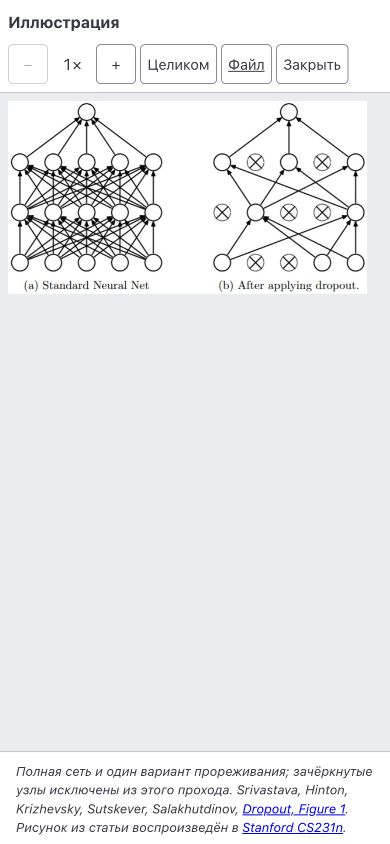 Иллюстрация
− 1× + Целиком Файл Закрыть
(a) Standard Neural Net (b) After applying dropout.
Полная сеть и один вариант прореживания; зачёркнутые
узлы исключены из этого прохода. Srivastava, Hinton,
Krizhevsky, Sutskever, Salakhutdinov, Dropout, Figure 1.
Рисунок из статьи воспроизведён в Stanford CS231n.